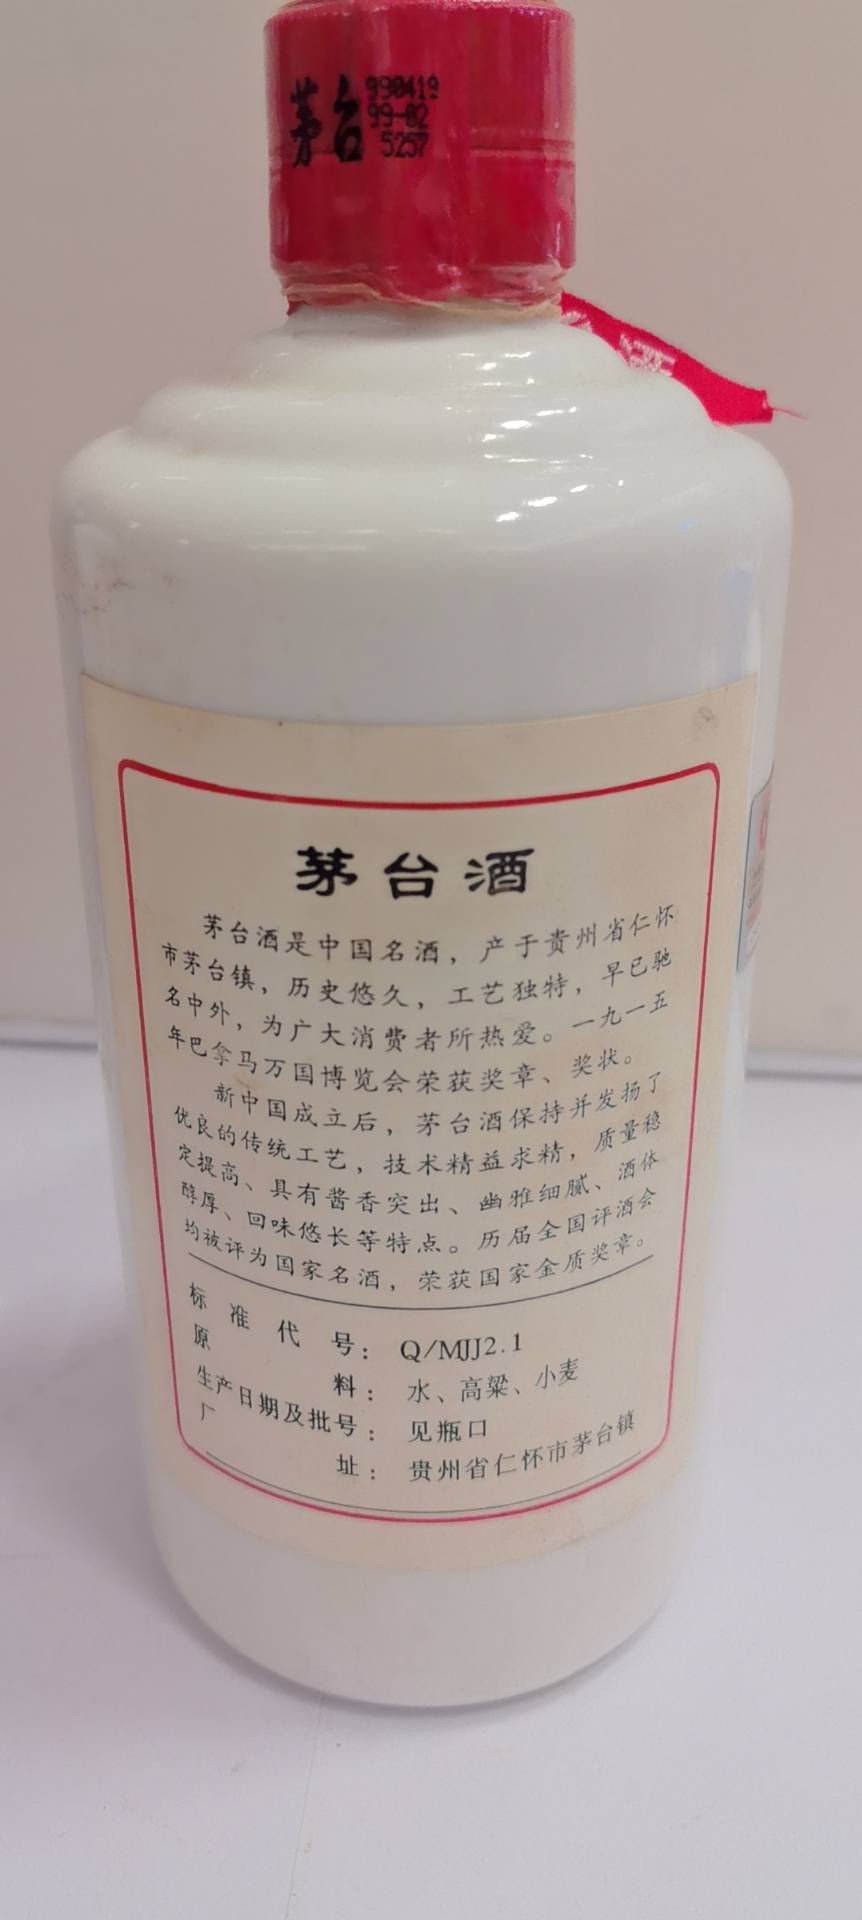 茅台
990419
99-02
5257
茅台酒
茅台酒是中国名酒，产于贵州省仁怀
市茅台镇，历史悠久，工艺独特，早已驰
名中外，为广大消费者所热爱。一九一五
年巴拿马万国博览会荣获奖章、奖状。
新中国成立后，茅台酒保持并发扬了
优良的传统工艺，技术精益求精，质量稳
定提高、具有酱香突出、幽雅细腻、酒体
醇厚、回味悠长等特点。历届全国评酒会
均被评为国家名酒，荣获国家金质奖章。
标准代号：Q/MJJ2.1
原料：水、高粱、小麦
生产日期及批号：见瓶口
厂址：贵州省仁怀市茅台镇